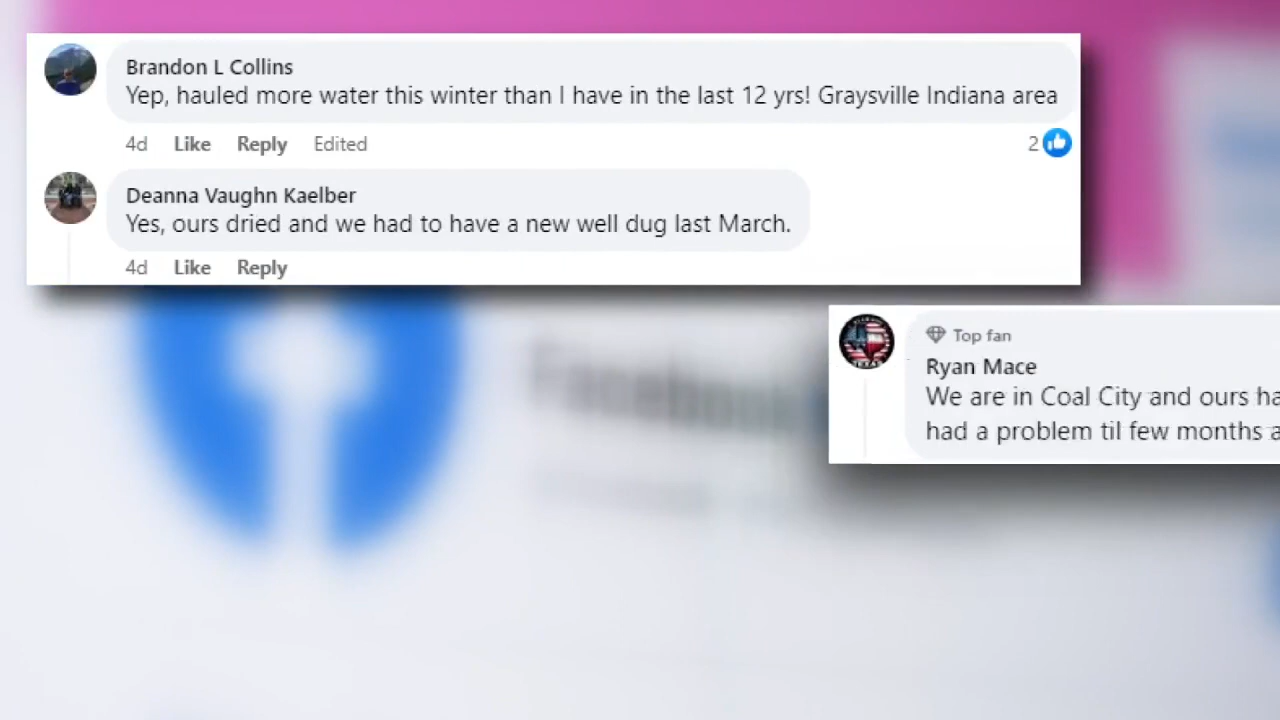 Brandon L Collins
Yep, hauled more water this winter than I have in the last 12 yrs! Graysville Indiana area
4d Like Reply Edited 2
Deanna Vaughn Kaelber
Yes, ours dried and we had to have a new well dug last March.
4d Like Reply
Top fan
Ryan Mace
We are in Coal City and ours ha
had a problem til few months a
Facebook